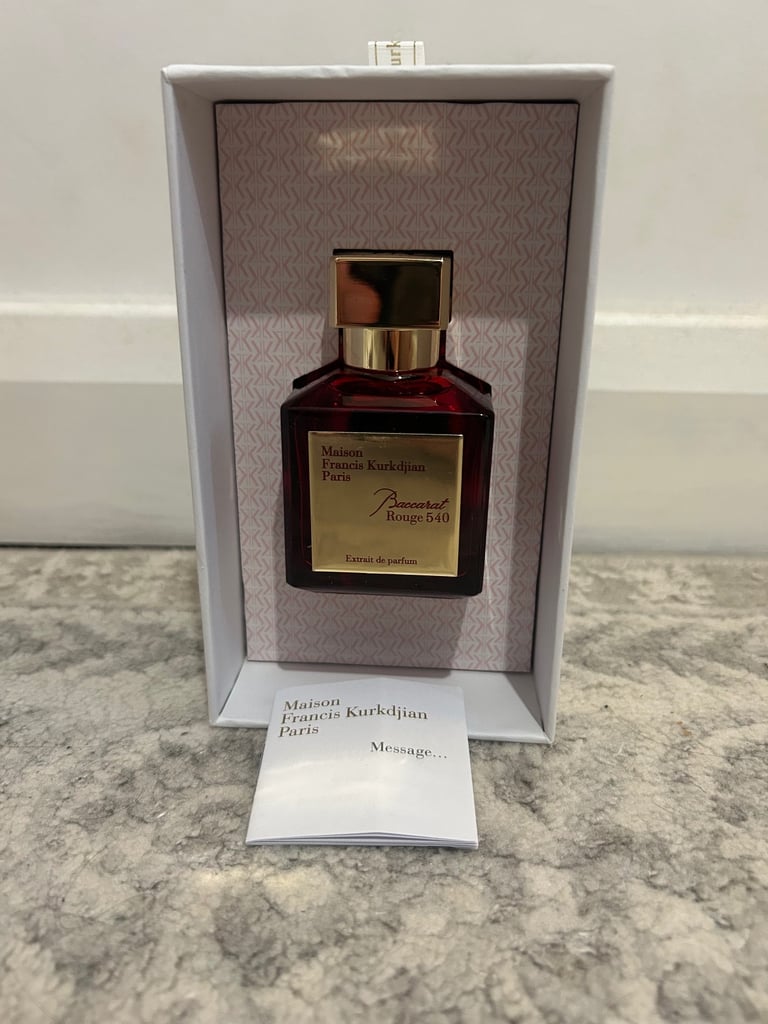 Maison
Francis Kurkdjian
Paris
Baccarat
Rouge 540
Extrait de parfum
Maison
Francis Kurkdjian
Paris
Message...